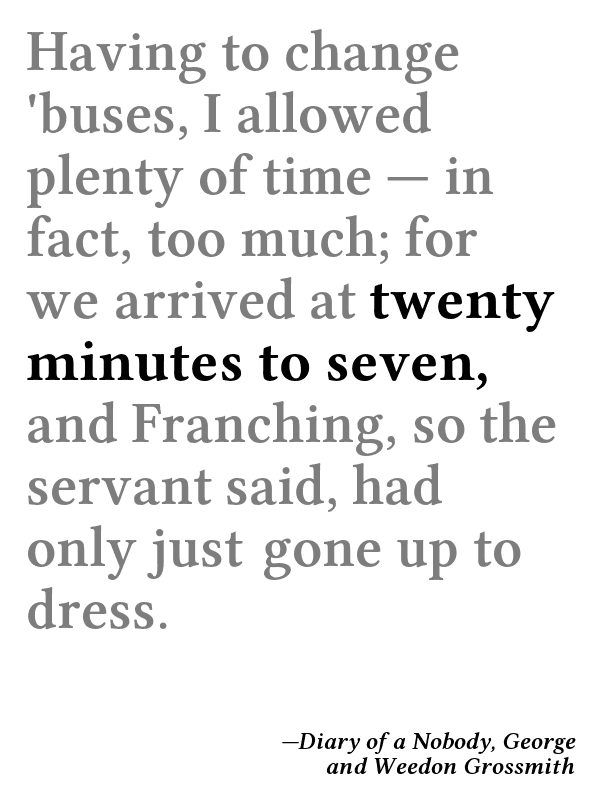 Having to change
'buses, I allowed
plenty of time — in
fact, too much; for
we arrived at twenty
minutes to seven,
and Franching, so the
servant said, had
only just gone up to
dress.
—Diary of a Nobody, George
and Weedon Grossmith